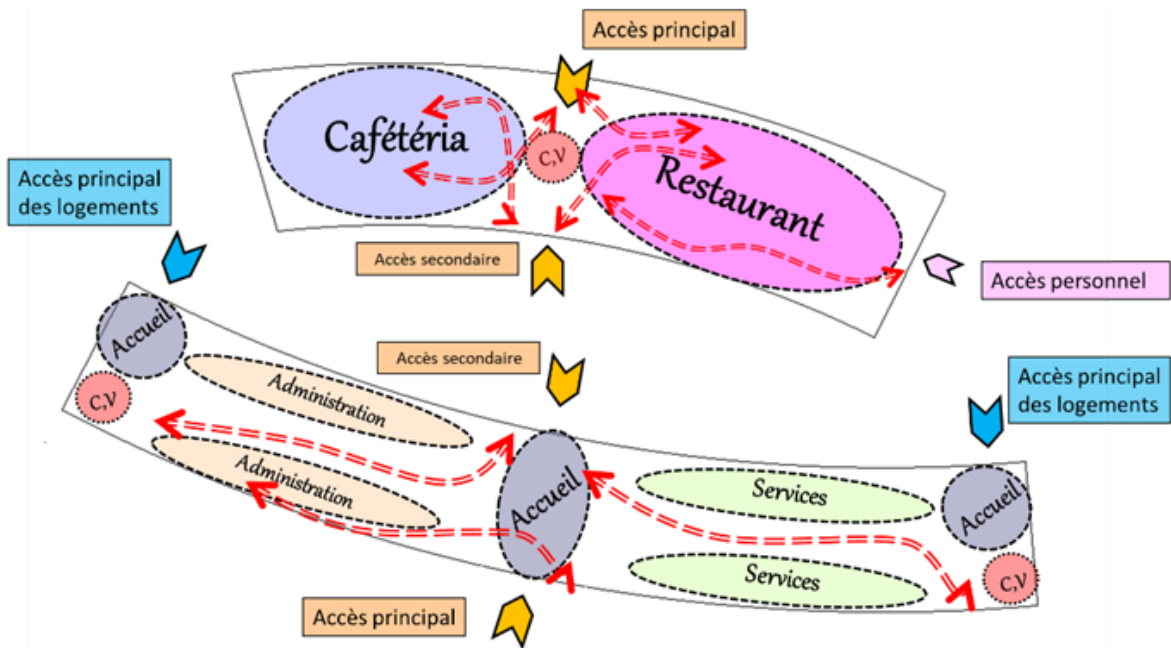 Accès principal
Cafétéria
C,V
Restaurant
Accès principal
des logements
Accès secondaire
Accès personnel
Accueil
Accès secondaire
Accès principal
des logements
C,V
Administration
Administration
Accueil
Services
Accueil
Services
C,V
Accès principal